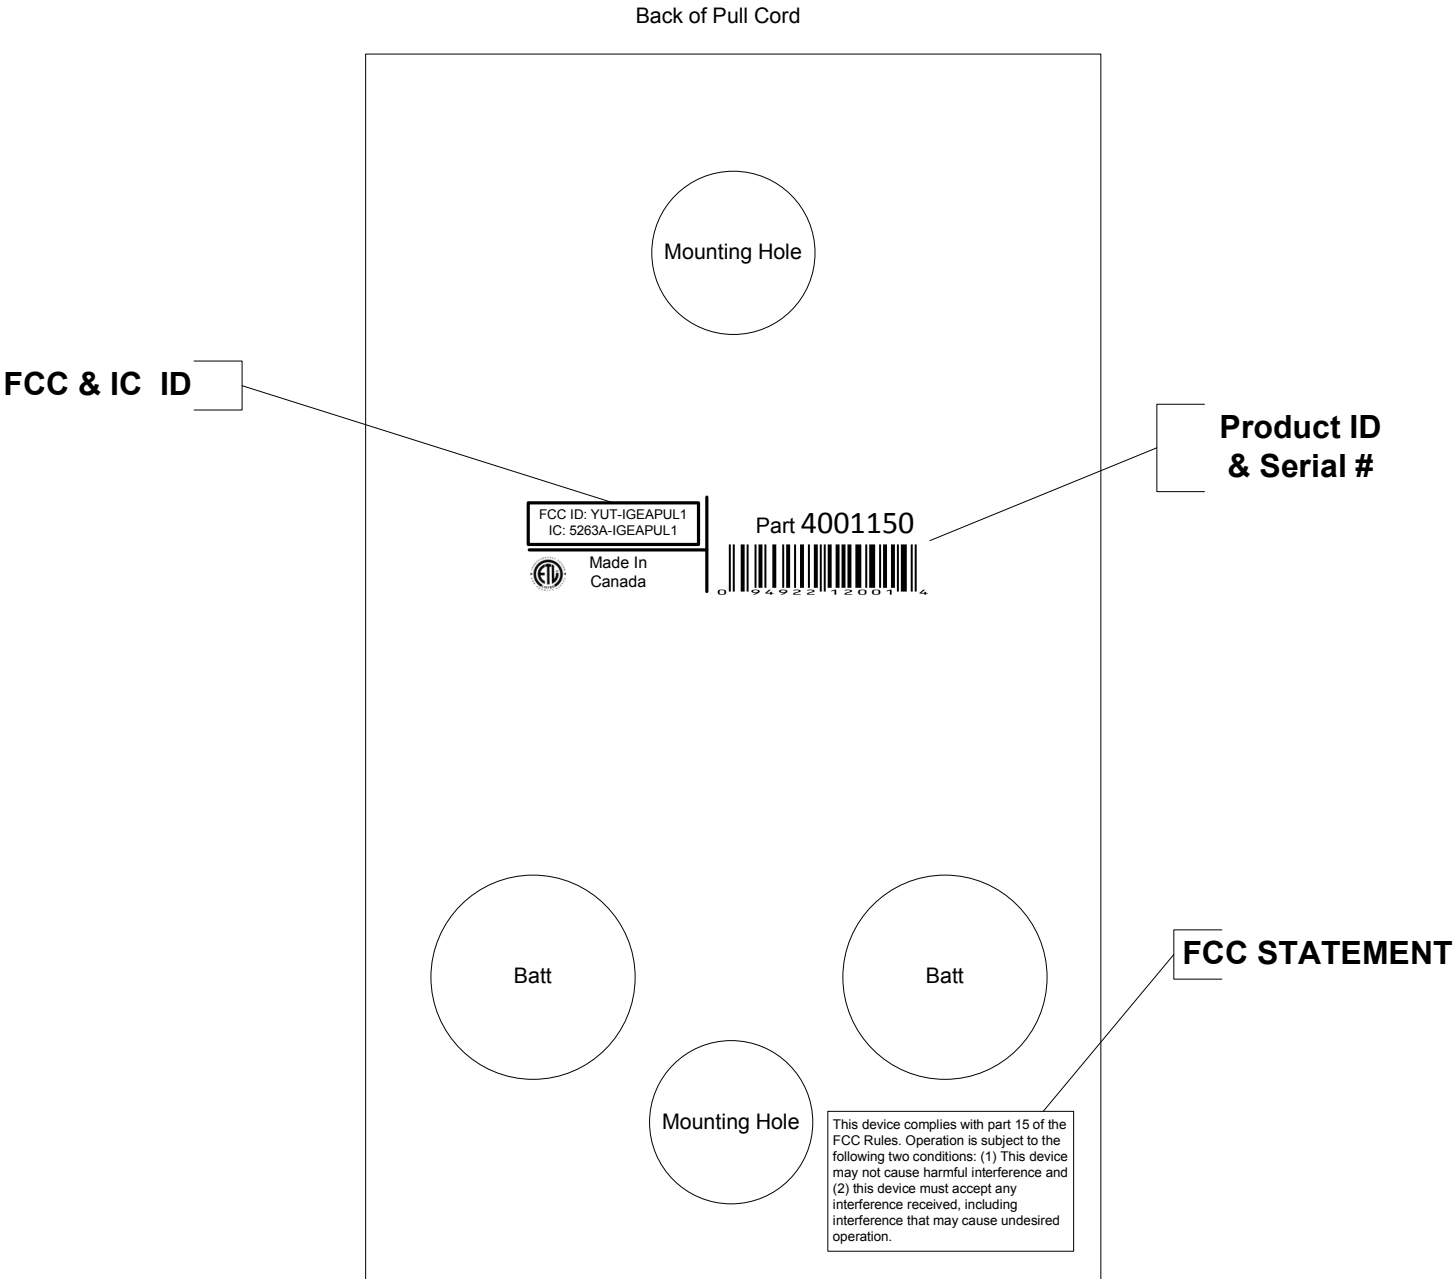 Back of Pull Cord
Mounting Hole
FCC & IC ID
Product ID
& Serial #
FCC ID: YUT-IGEAPUL1
IC: 5263A-IGEAPUL1
Part 4001150
ETL
Made In
Canada
0 94922 12001 4
Batt
Batt
FCC STATEMENT
Mounting Hole
This device complies with part 15 of the
FCC Rules. Operation is subject to the
following two conditions: (1) This device
may not cause harmful interference and
(2) this device must accept any
interference received, including
interference that may cause undesired
operation.